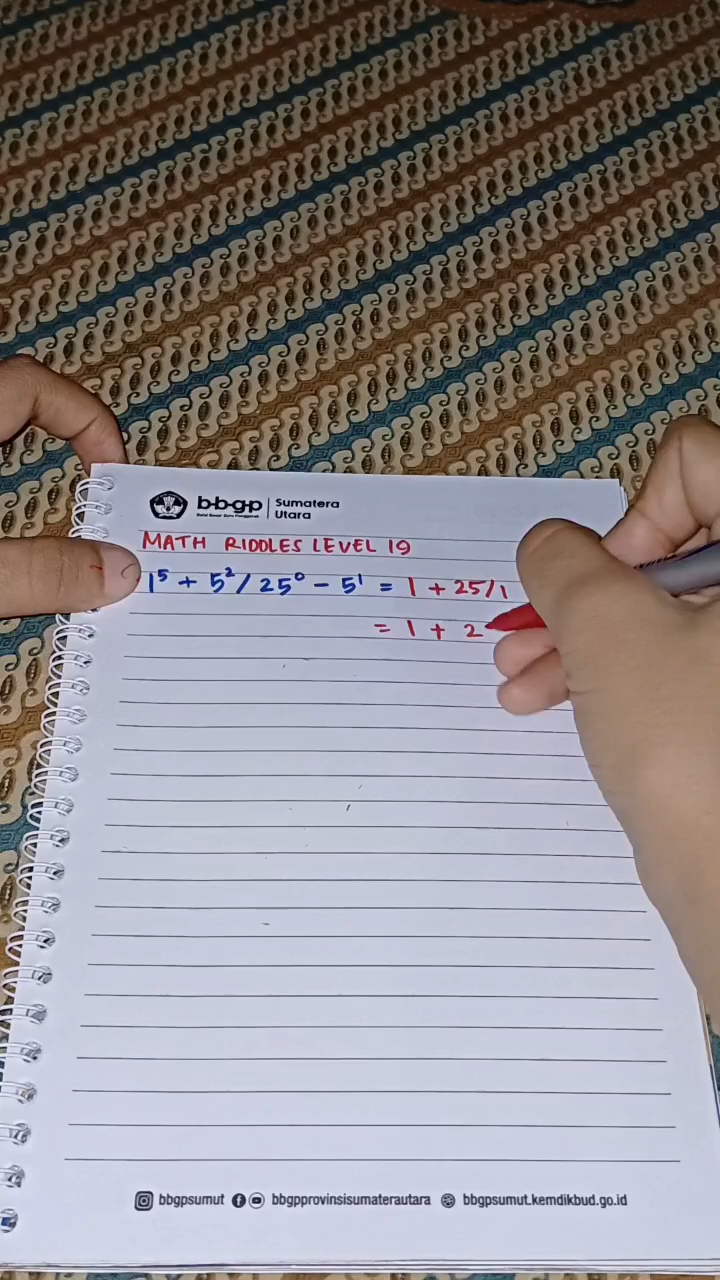 b·b·g·p | Sumatera
Utara
MATH RIDDLES LEVEL 19
1⁵ + 5² / 25⁰ - 5¹ = 1 + 25/1
= 1 + 2
bbgpsumut bbgpprovinsisumaterautara bbgpsumut.kemdikbud.go.id